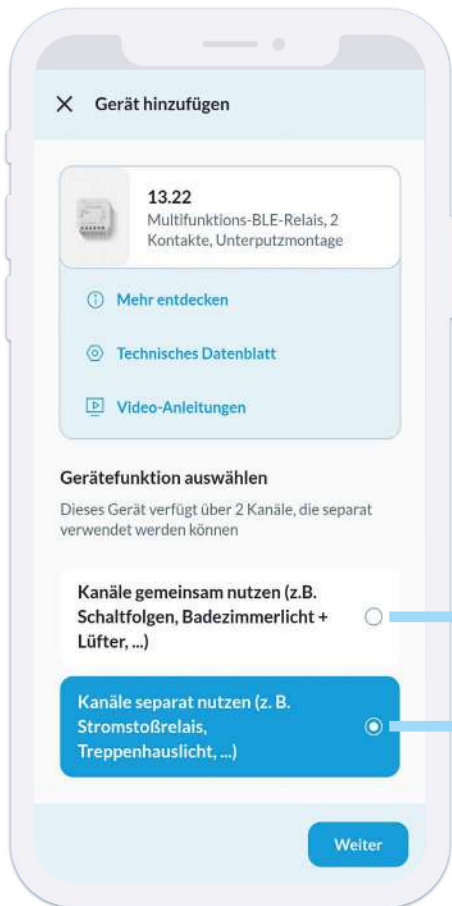 Gerät hinzufügen
13.22
Multifunktions-BLE-Relais, 2
Kontakte, Unterputzmontage
Mehr entdecken
Technisches Datenblatt
Video-Anleitungen
Gerätefunktion auswählen
Dieses Gerät verfügt über 2 Kanäle, die separat
verwendet werden können
Kanäle gemeinsam nutzen (z.B.
Schaltfolgen, Badezimmerlicht +
Lüfter, ...)
Kanäle separat nutzen (z. B.
Stromstoßrelais,
Treppenhauslicht, ...)
Weiter